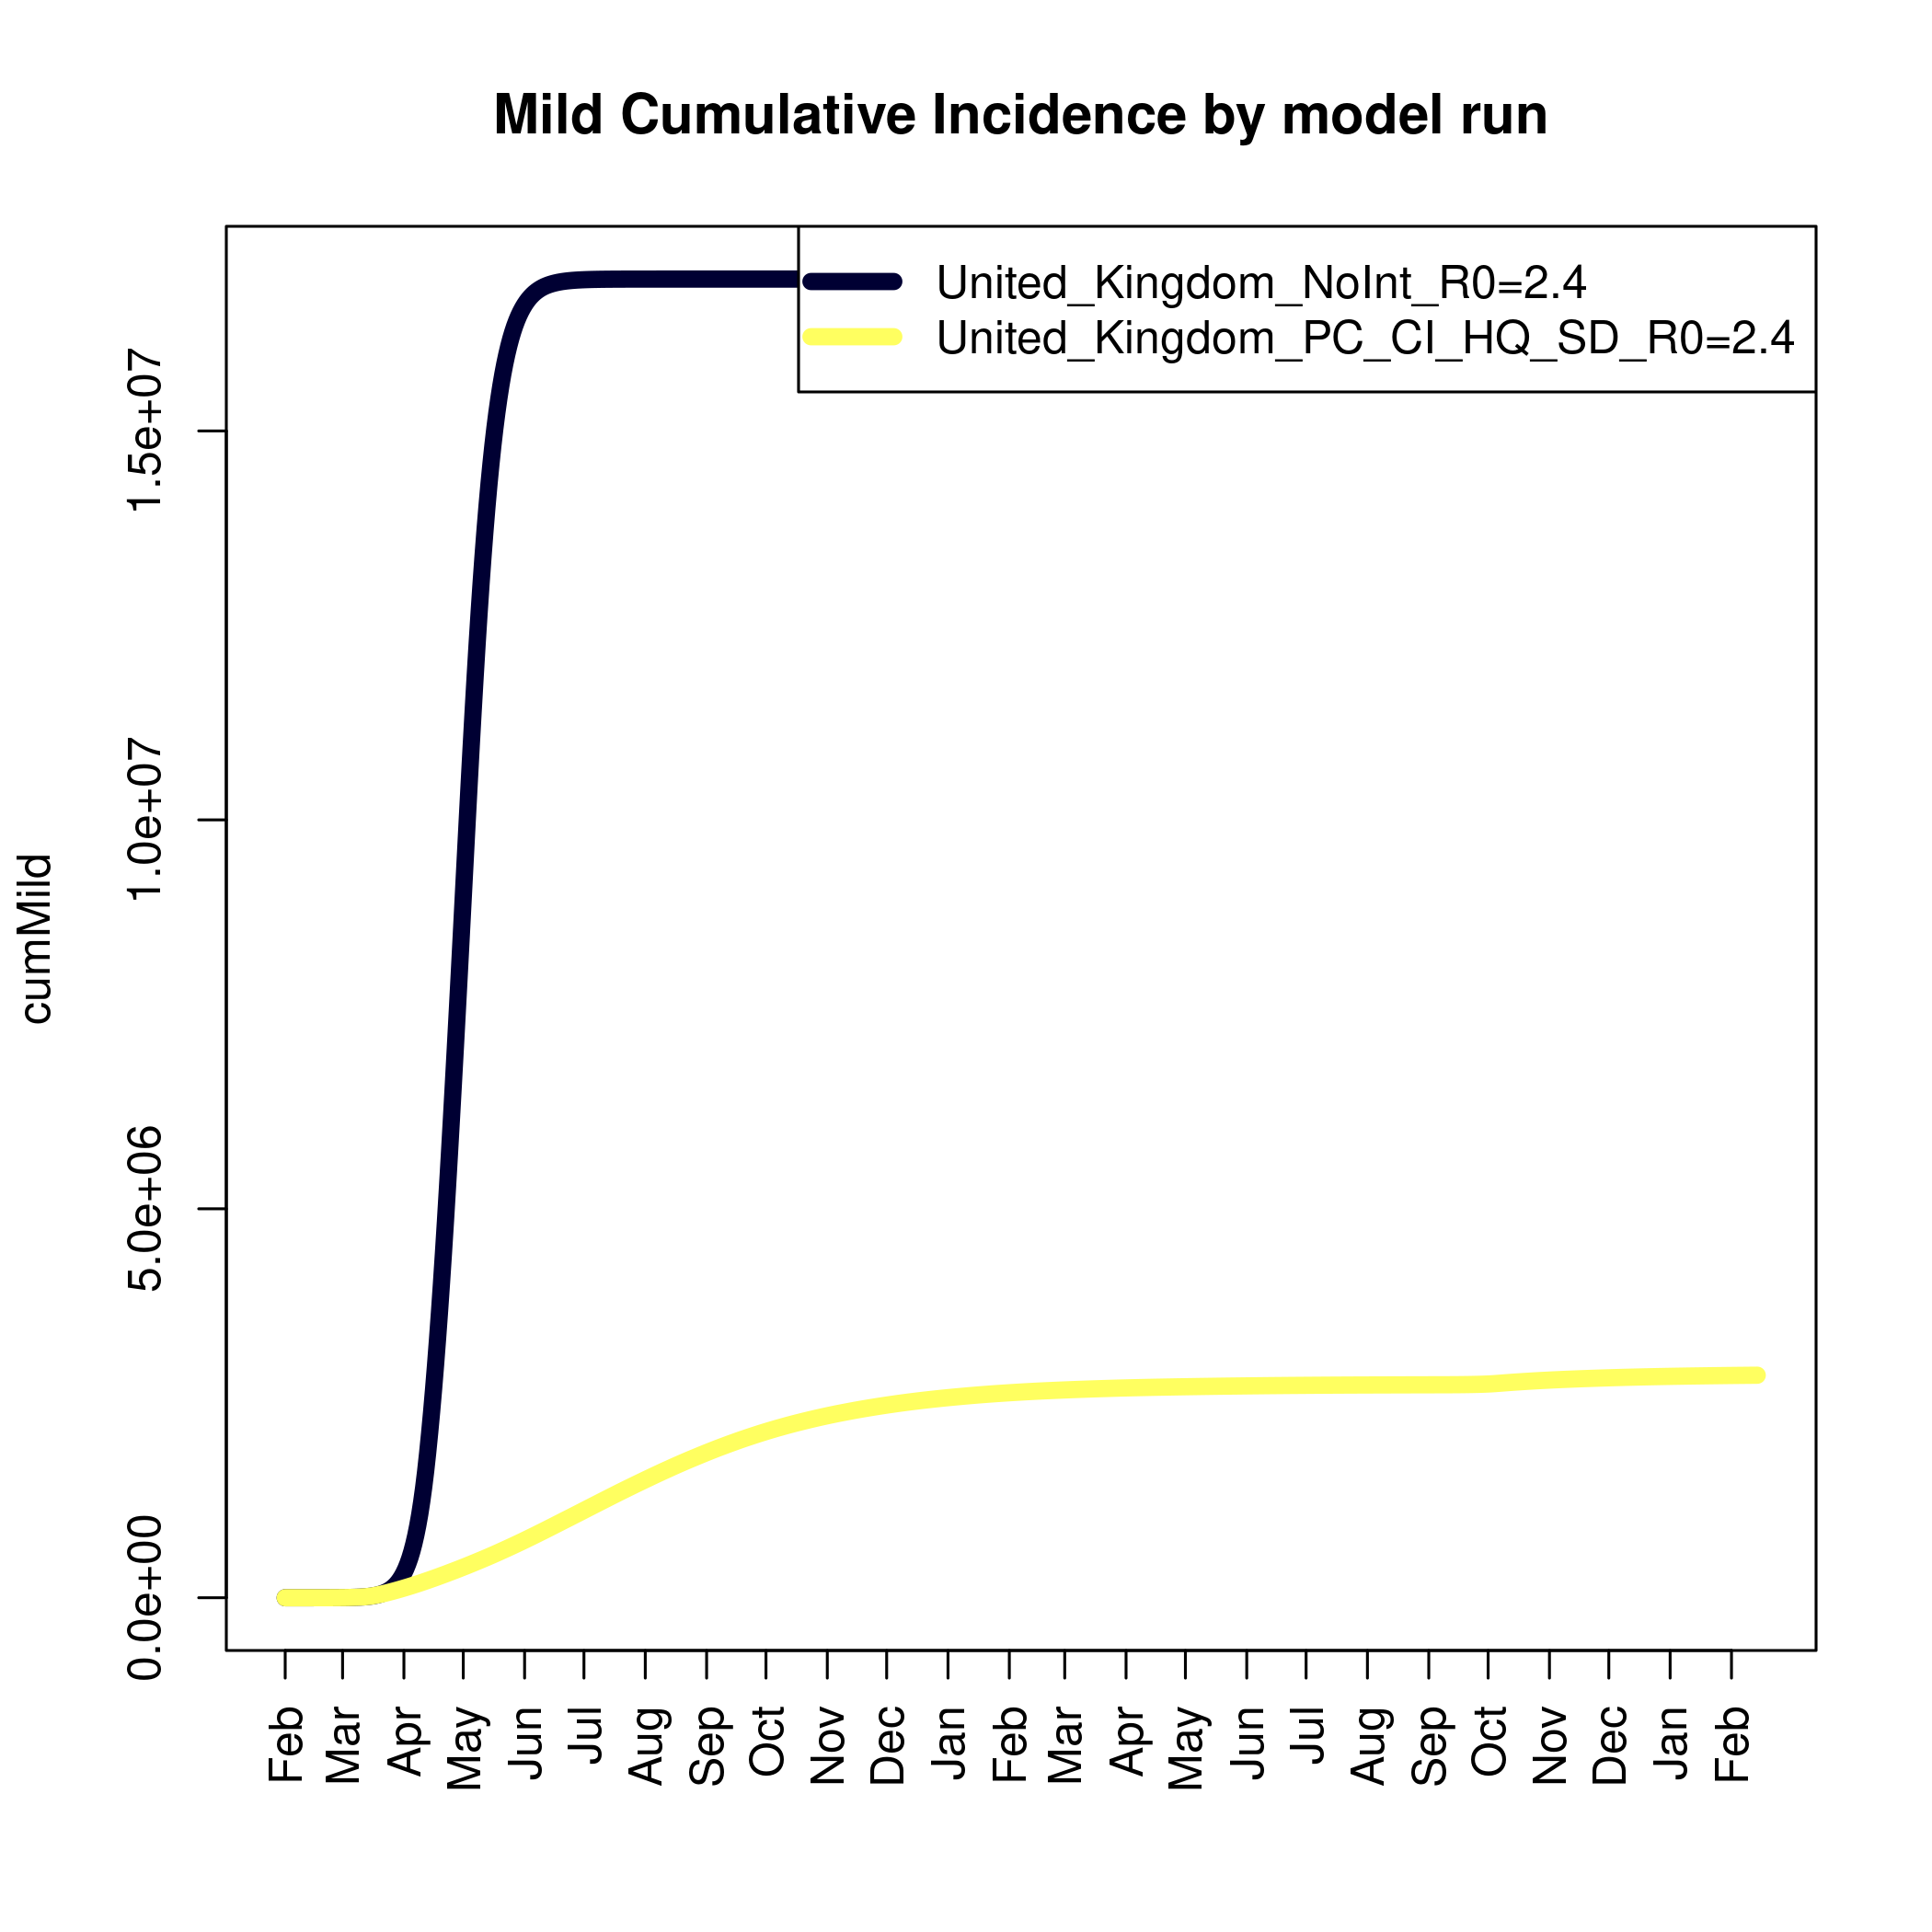 Mild Cumulative Incidence by model run
United_Kingdom_NoInt_R0=2.4
United_Kingdom_PC_CI_HQ_SD_R0=2.4
cumMild
1.5e+07
1.0e+07
5.0e+06
0.0e+00
Feb
Mar
Apr
May
Jun
Jul
Aug
Sep
Oct
Nov
Dec
Jan
Feb
Mar
Apr
May
Jun
Jul
Aug
Sep
Oct
Nov
Dec
Jan
Feb